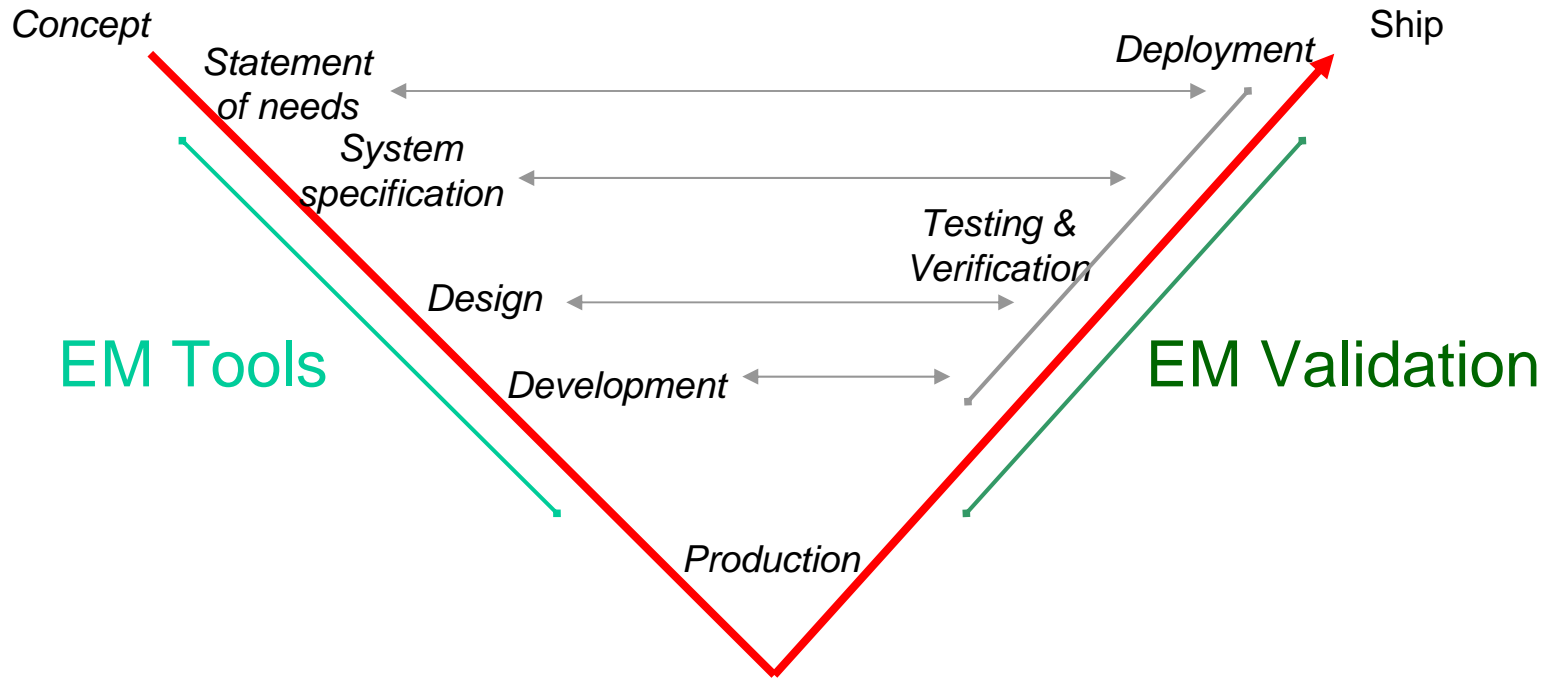 Concept
Ship
Statement
of needs
Deployment
System
specification
Testing &
Verification
Design
EM Tools
EM Validation
Development
Production